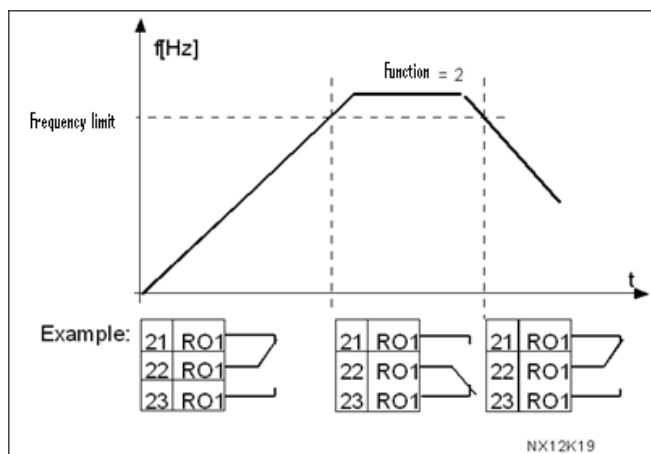 f[Hz]
Function = 2
Frequency limit
t
Example:
21 RO1
22 RO1
23 RO1
21 RO1
22 RO1
23 RO1
21 RO1
22 RO1
23 RO1
NX12K19